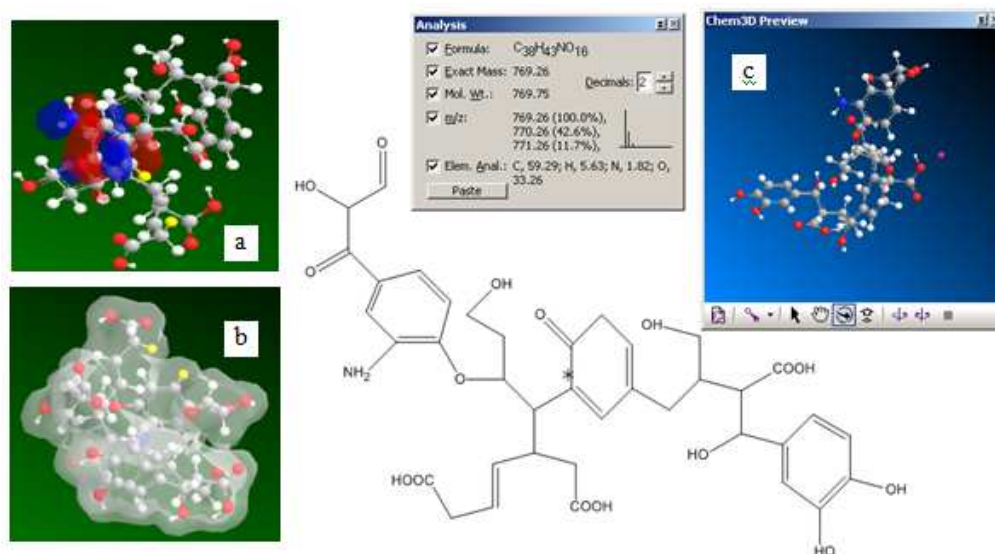 a
b
Analysis
Formula: C38H43NO16
Exact Mass: 769.26
Decimals: 2
Mol. Wt.: 769.75
m/z: 769.26 (100.0%),
770.26 (42.6%),
771.26 (11.7%)
Elem. Anal.: C, 59.29; H, 5.63; N, 1.82; O,
33.26
Paste
Chem3D Preview
c
O
HO
O
OH
NH2
O
O
*
HO
COOH
HO
OH
HO
HOOC
COOH